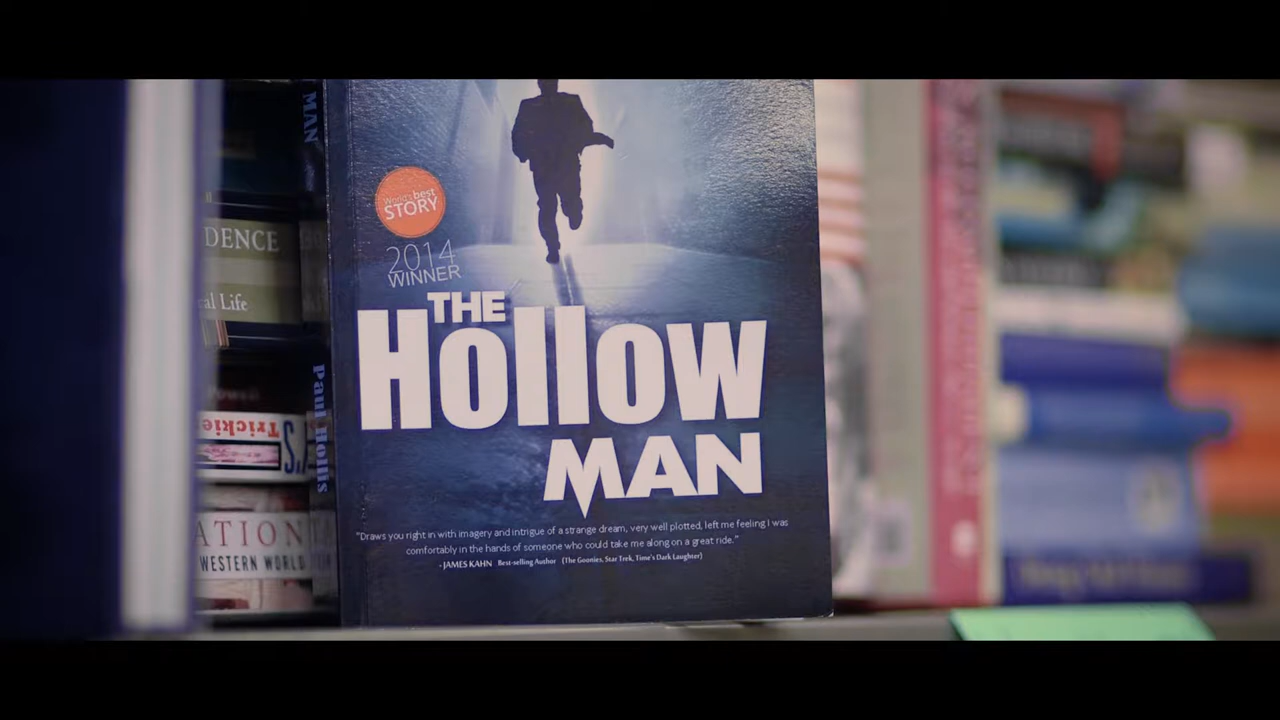 MAN
Paul Hollis
DENCE
al Life
Trickie
'S
ATION
WESTERN WORLD
World's best
STORY
2014
WINNER
THE
Hollow
MAN
"Draws you right in with imagery and intrigue of a strange dream, very well plotted, left me feeling I was
comfortably in the hands of someone who could take me along on a great ride."
- JAMES KAHN Best-selling Author (The Goonies, Star Trek, Time's Dark Laughter)